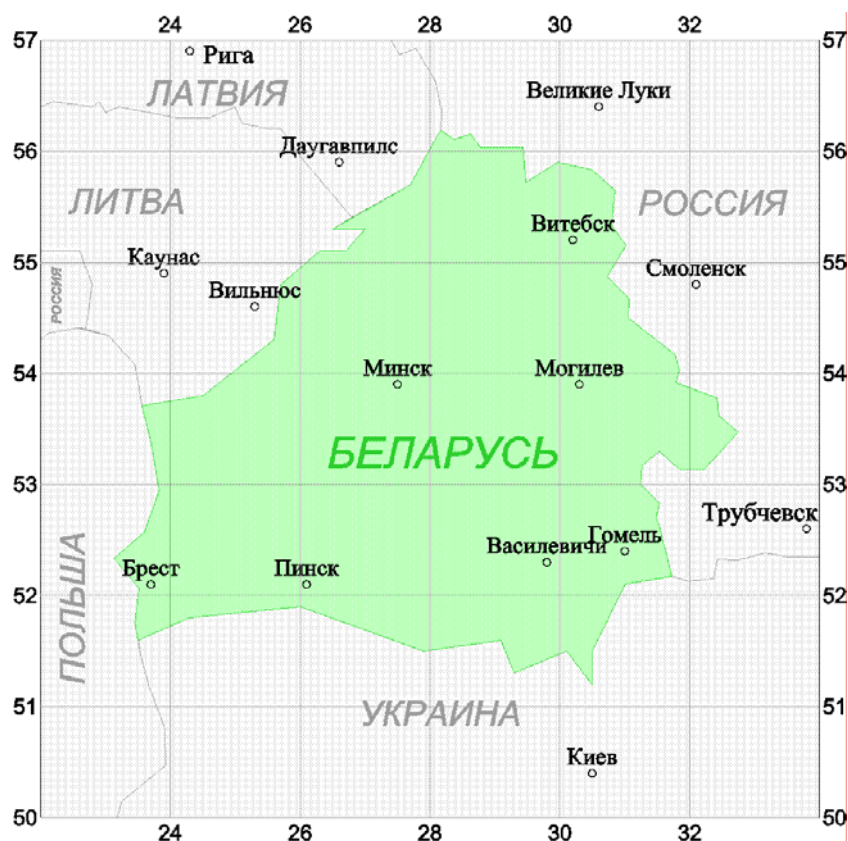 24 26 28 30 32
57 57
Рига
ЛАТВИЯ
Великие Луки
Даугавпилс
56 56
ЛИТВА
РОССИЯ
Витебск
Каунас
55 55
Смоленск
РОССИЯ
Вильнюс
54 54
Минск
Могилев
БЕЛАРУСЬ
53 53
Трубчевск
Василевичи
Гомель
Брест
Пинск
52 52
ПОЛЬША
51 51
УКРАИНА
Киев
50 50
24 26 28 30 32